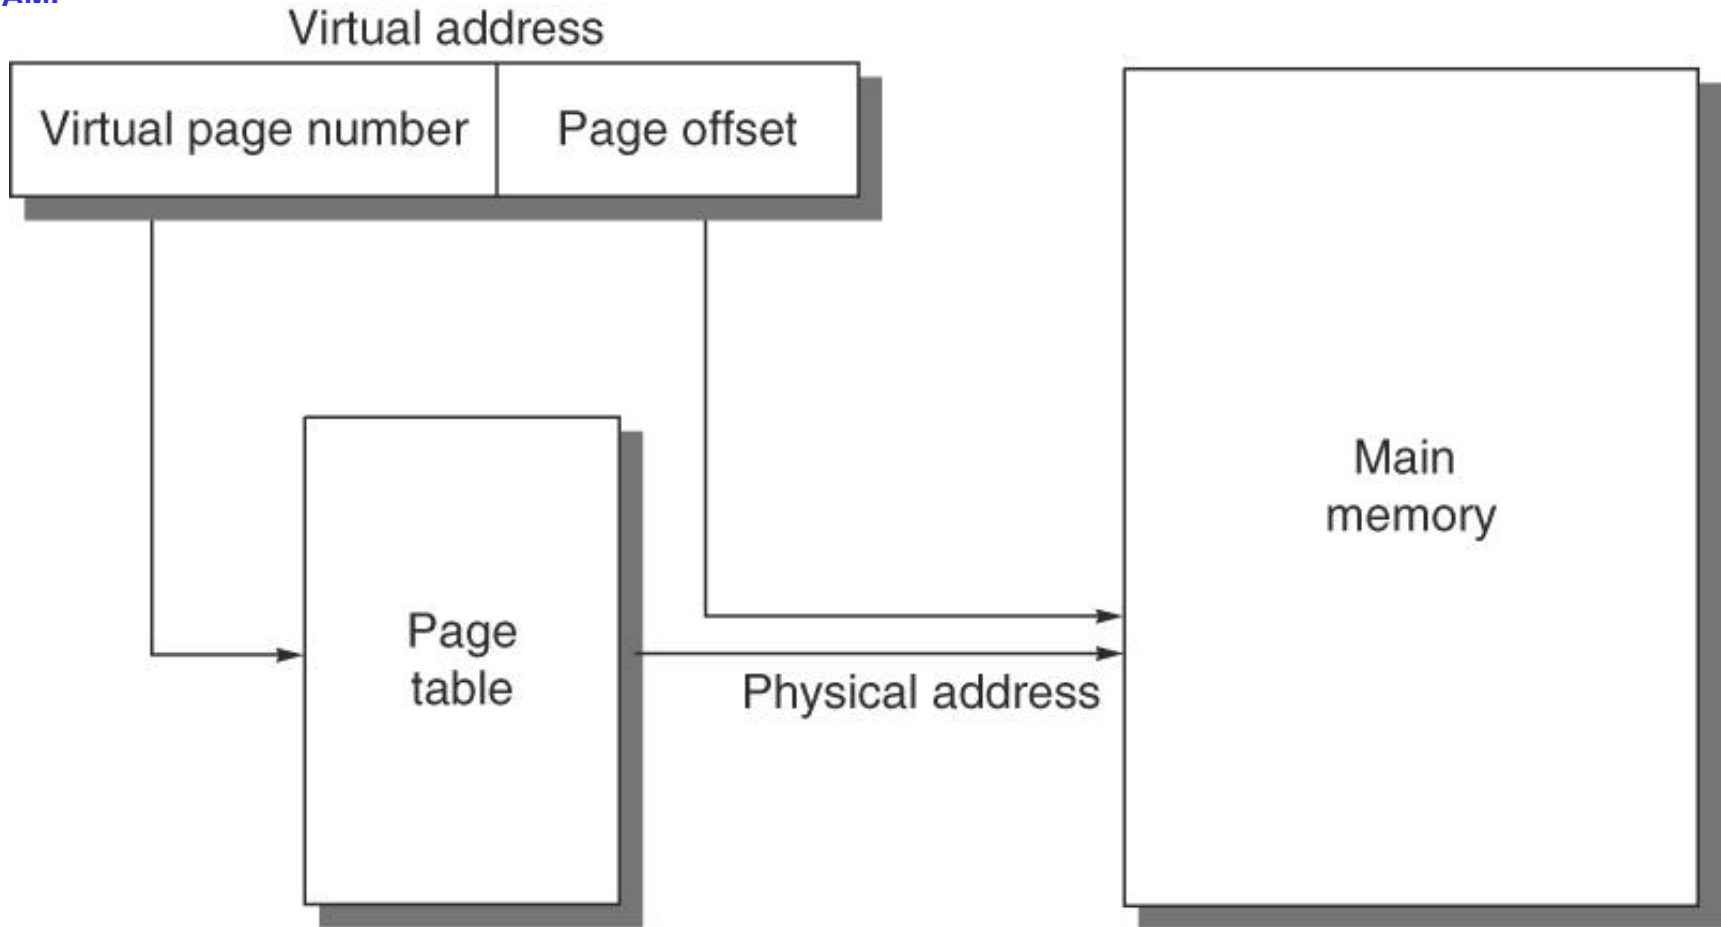 Virtual address
Virtual page number
Page offset
Page
table
Physical address
Main
memory